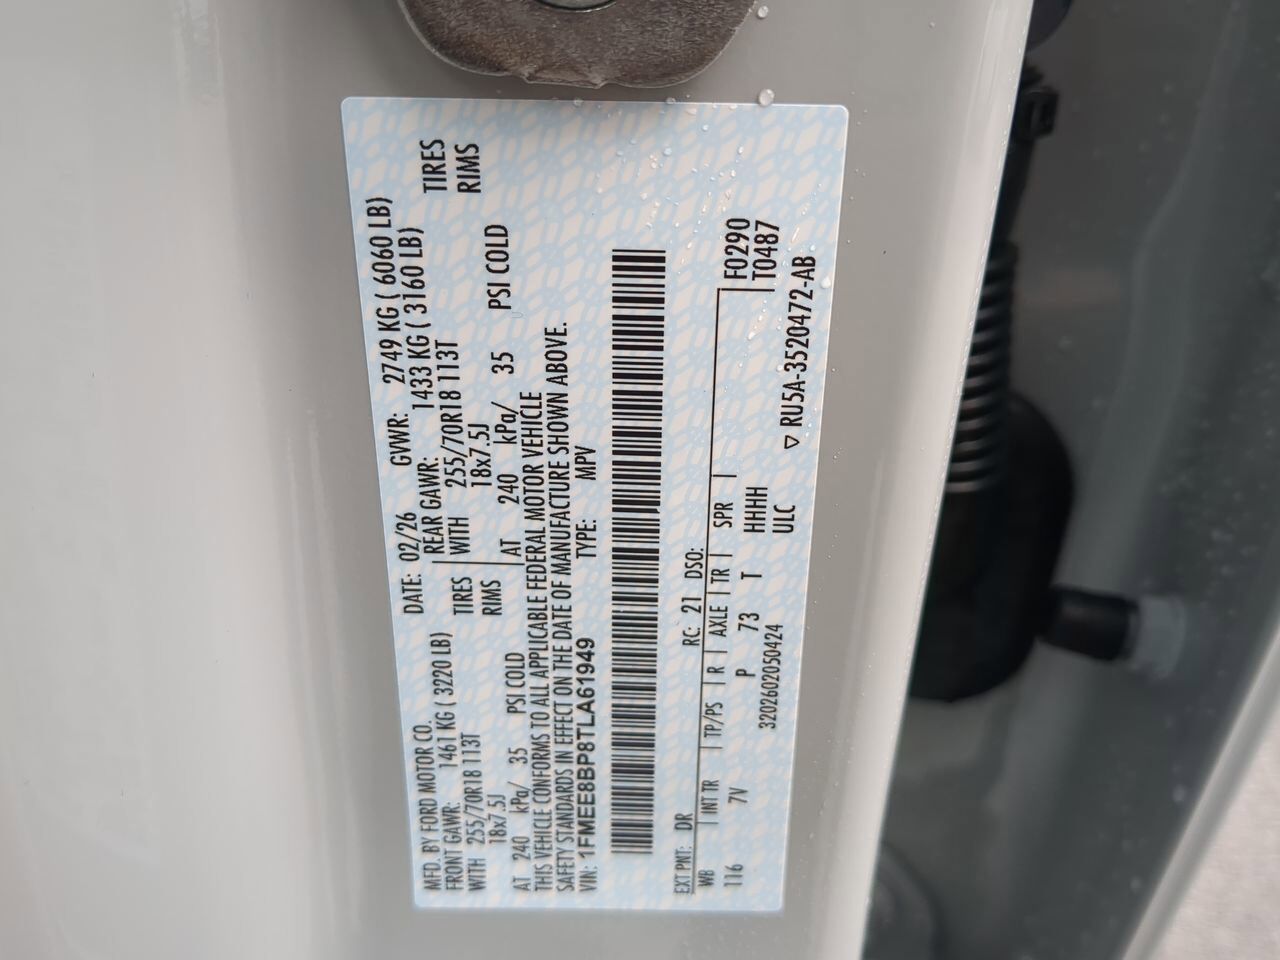 MFD. BY FORD MOTOR CO. DATE: 02/26 GVWR: 2749 KG ( 6060 LB)
FRONT GAWR: 1461 KG ( 3220 LB) REAR GAWR: 1433 KG ( 3160 LB)
WITH 255/70R18 113T TIRES WITH 255/70R18 113T TIRES
18x7.5J RIMS 18x7.5J RIMS
AT 240 kPa/ 35 PSI COLD AT 240 kPa/ 35 PSI COLD
THIS VEHICLE CONFORMS TO ALL APPLICABLE FEDERAL MOTOR VEHICLE
SAFETY STANDARDS IN EFFECT ON THE DATE OF MANUFACTURE SHOWN ABOVE.
VIN: 1FMEE8BP8TLA61949 TYPE: MPV
EXT PNT: DR RC: 21 DSO:
WB | INT TR | TP/PS | R | AXLE | TR | SPR | F0290
116 7V P 73 T HHHH T0487
320260205 0424 ULC
▽ RU5A-3520472-AB